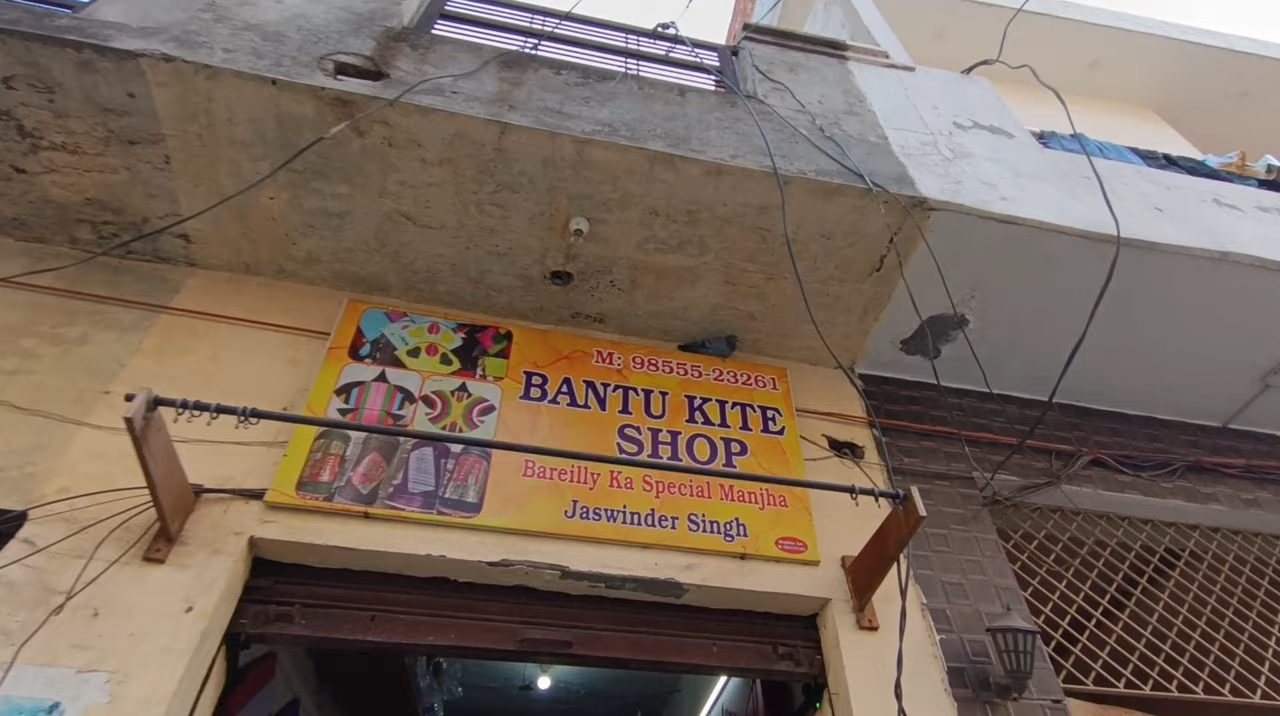 M: 98555-23261
BANTU KITE
SHOP
Bareilly Ka Special Manjha
Jaswinder Singh